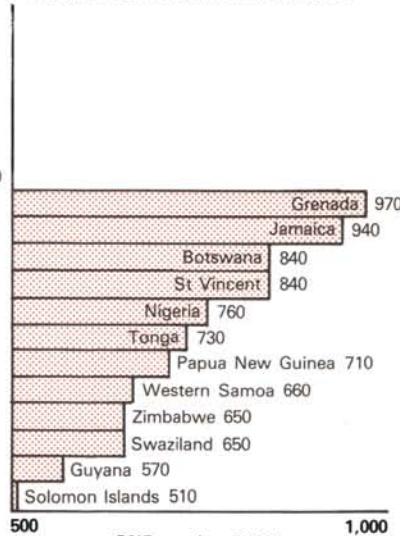 Grenada 970
Jamaica 940
Botswana 840
St Vincent 840
Nigeria 760
Tonga 730
Papua New Guinea 710
Western Samoa 660
Zimbabwe 650
Swaziland 650
Guyana 570
Solomon Islands 510
500 1,000